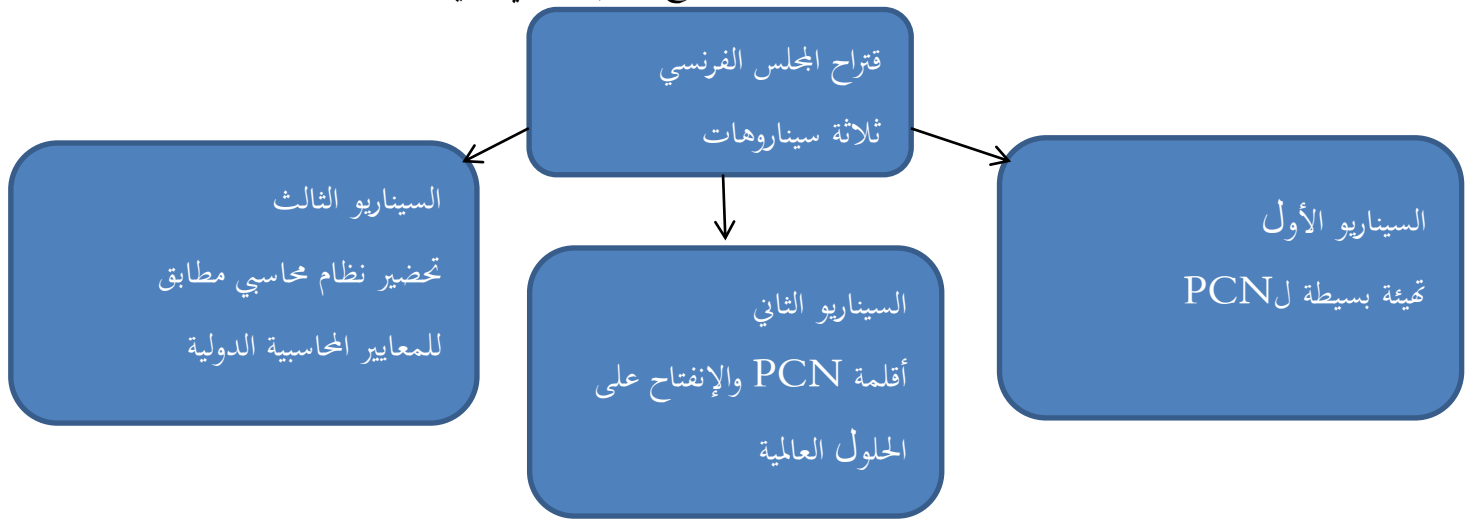 قتراح المجلس الفرنسي
ثلاثة سيناروهات
السيناريو الأول
تهيئة بسيطة لPCN
السيناريو الثاني
أقلمة PCN والإنفتاح على
الحلول العالمية
السيناريو الثالث
تحضير نظام محاسبي مطابق
للمعايير المحاسبية الدولية